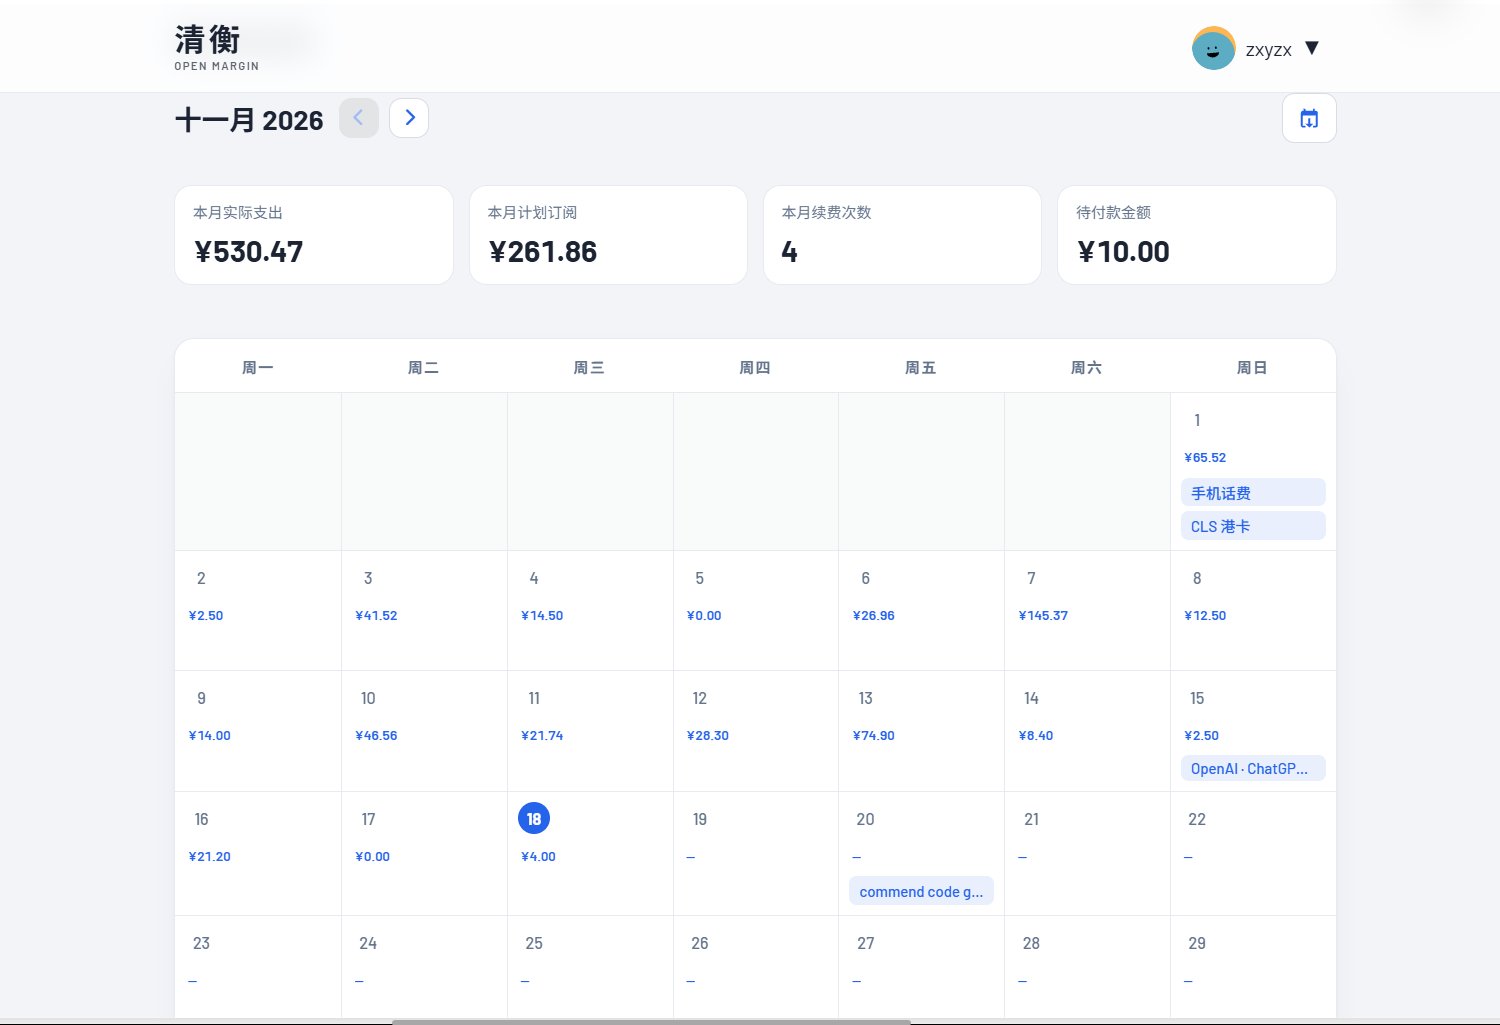 清衡
OPEN MARGIN
zxyzx ▼
十一月 2026
本月实际支出 本月计划订阅 本月续费次数 待付款金额
¥530.47 ¥261.86 4 ¥10.00
周一 周二 周三 周四 周五 周六 周日
1
¥65.52
手机话费
CLS 港卡
2 3 4 5 6 7 8
¥2.50 ¥41.52 ¥14.50 ¥0.00 ¥26.96 ¥145.37 ¥12.50
9 10 11 12 13 14 15
¥14.00 ¥46.56 ¥21.74 ¥28.30 ¥74.90 ¥8.40 ¥2.50
OpenAI · ChatGP...
16 17 18 19 20 21 22
¥21.20 ¥0.00 ¥4.00 – – – –
commend code g...
23 24 25 26 27 28 29
– – – – – – –